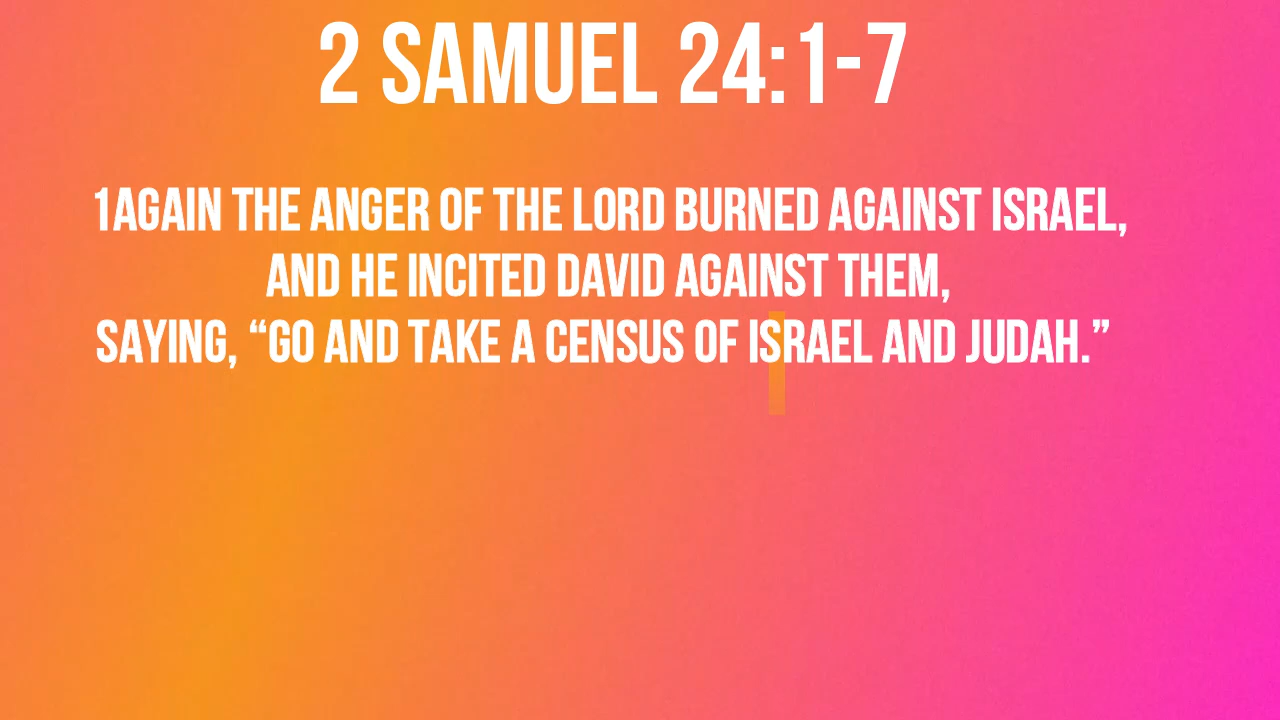 2 SAMUEL 24:1-7
1AGAIN THE ANGER OF THE LORD BURNED AGAINST ISRAEL,
AND HE INCITED DAVID AGAINST THEM,
SAYING, “GO AND TAKE A CENSUS OF ISRAEL AND JUDAH.”